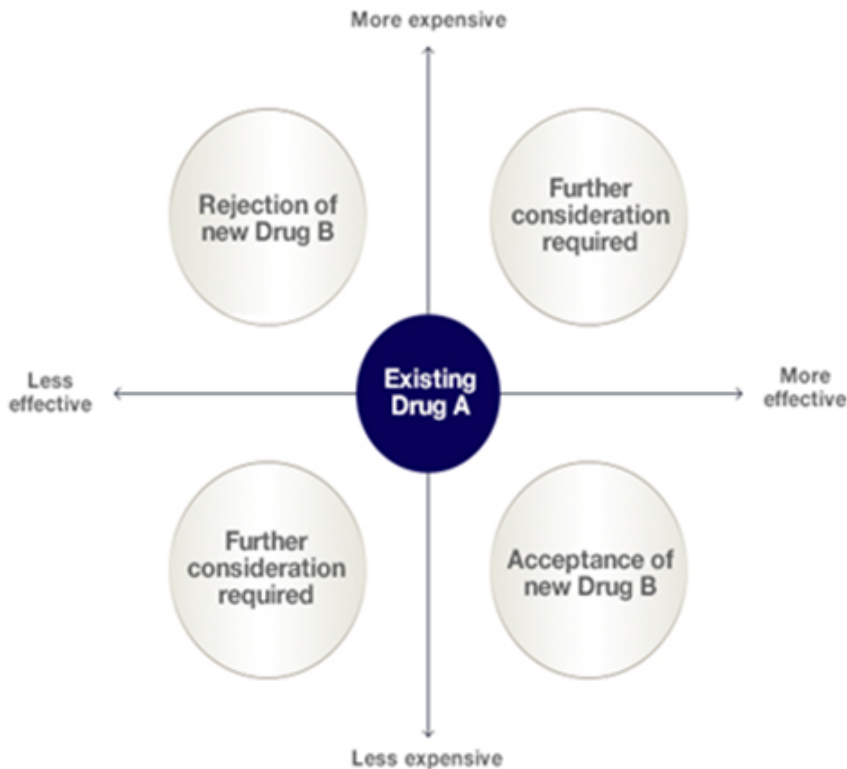 More expensive
Rejection of
new Drug B
Further
consideration
required
Less
effective
Existing
Drug A
More
effective
Further
consideration
required
Acceptance of
new Drug B
Less expensive